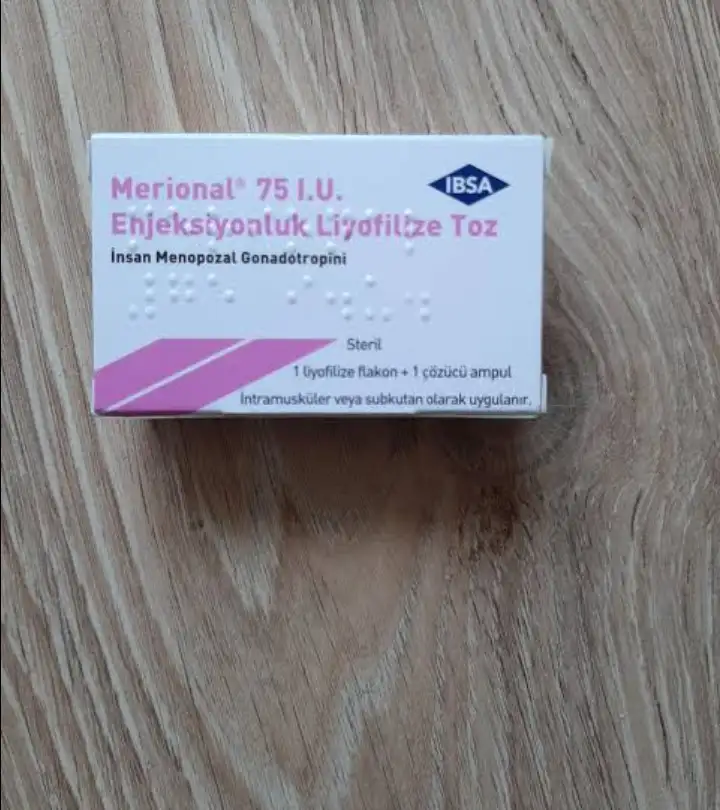 Merional® 75 I.U.
IBSA
Enjeksiyonluk Liyofilize Toz
İnsan Menopozal Gonadotropini
Steril
1 liyofilize flakon + 1 çözücü ampul
İntramusküler veya subkutan olarak uygulanır.